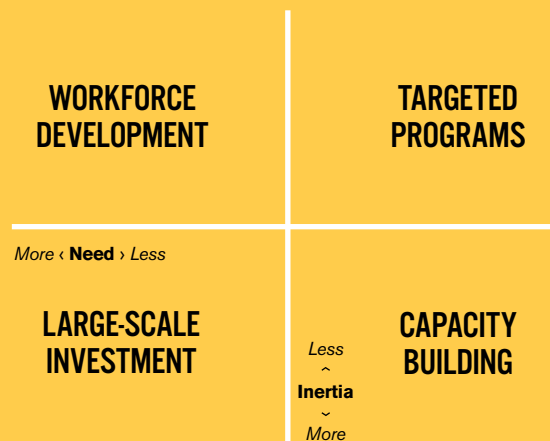 WORKFORCE
DEVELOPMENT
TARGETED
PROGRAMS
More ‹ Need › Less
LARGE-SCALE
INVESTMENT
CAPACITY
BUILDING
Less
Inertia
More